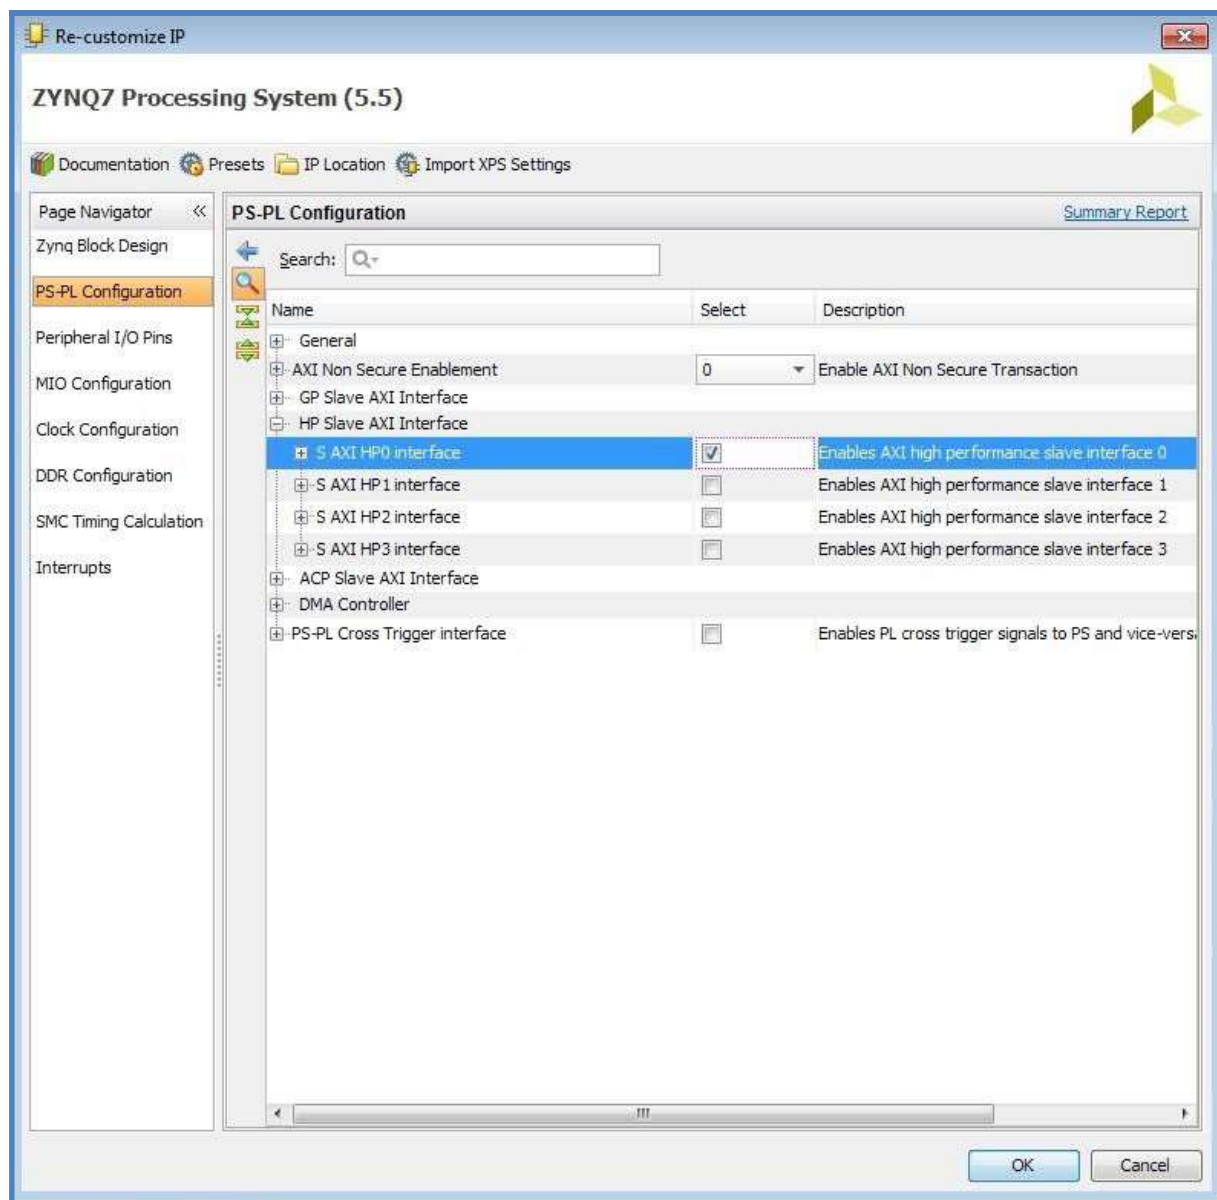 Re-customize IP
ZYNQ7 Processing System (5.5)
Documentation Presets IP Location Import XPS Settings
Page Navigator «
Zynq Block Design
PS-PL Configuration
Peripheral I/O Pins
MIO Configuration
Clock Configuration
DDR Configuration
SMC Timing Calculation
Interrupts
PS-PL Configuration Summary Report
Search:
Name Select Description
General
AXI Non Secure Enablement 0 Enable AXI Non Secure Transaction
GP Slave AXI Interface
HP Slave AXI Interface
S AXI HP0 interface Enables AXI high performance slave interface 0
S AXI HP1 interface Enables AXI high performance slave interface 1
S AXI HP2 interface Enables AXI high performance slave interface 2
S AXI HP3 interface Enables AXI high performance slave interface 3
ACP Slave AXI Interface
DMA Controller
PS-PL Cross Trigger interface Enables PL cross trigger signals to PS and vice-vers
OK Cancel